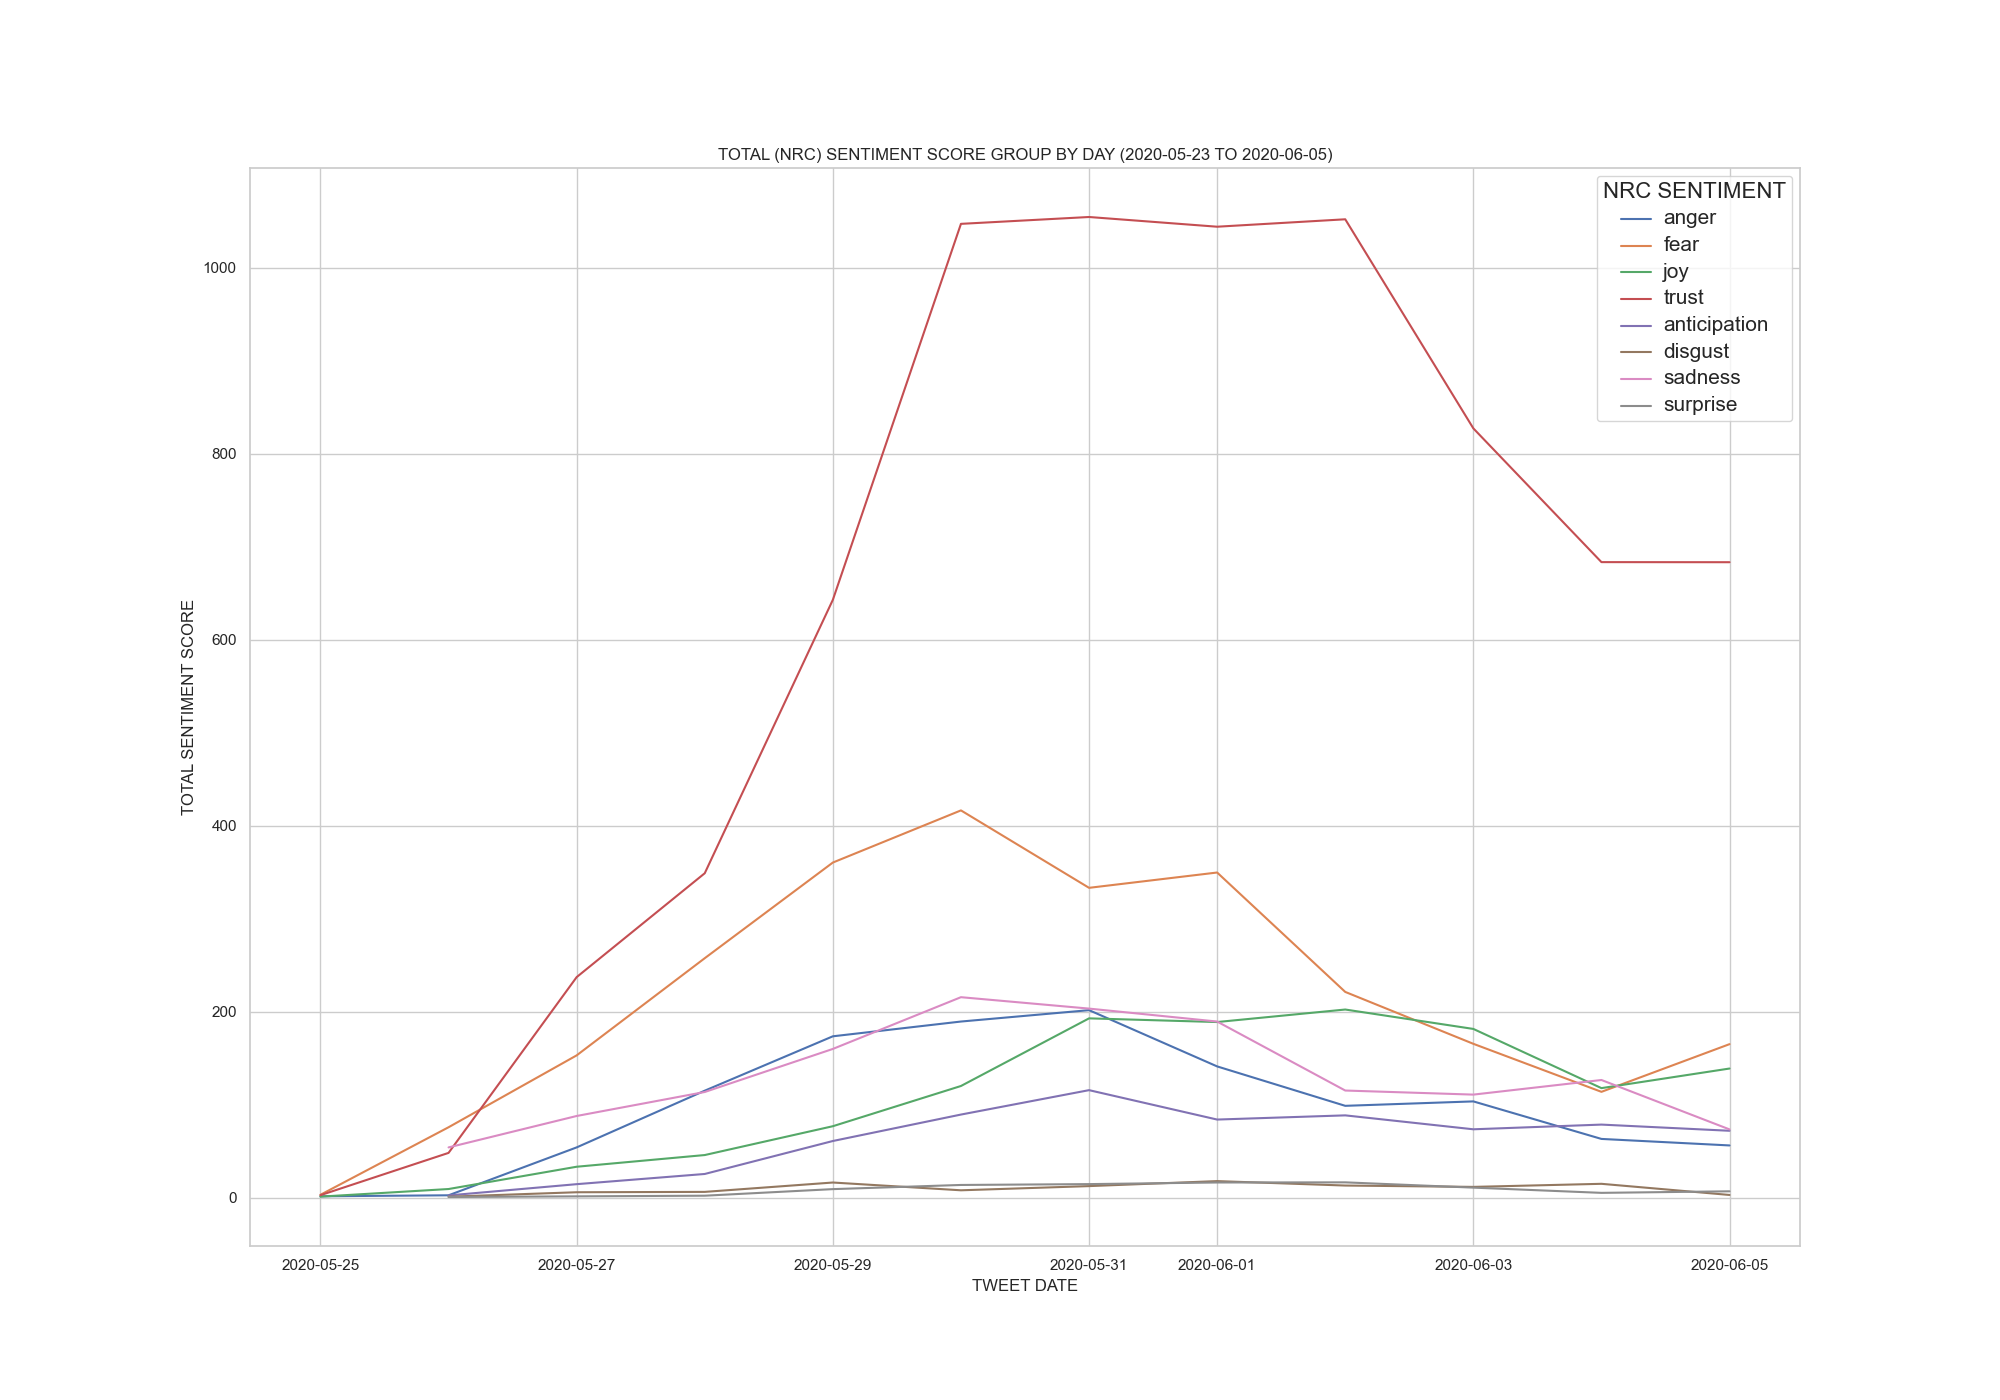 TOTAL (NRC) SENTIMENT SCORE GROUP BY DAY (2020-05-23 TO 2020-06-05)
NRC SENTIMENT
anger
fear
joy
trust
anticipation
disgust
sadness
surprise
1000
800
600
400
200
0
TOTAL SENTIMENT SCORE
2020-05-25 2020-05-27 2020-05-29 2020-05-31 2020-06-01 2020-06-03 2020-06-05
TWEET DATE